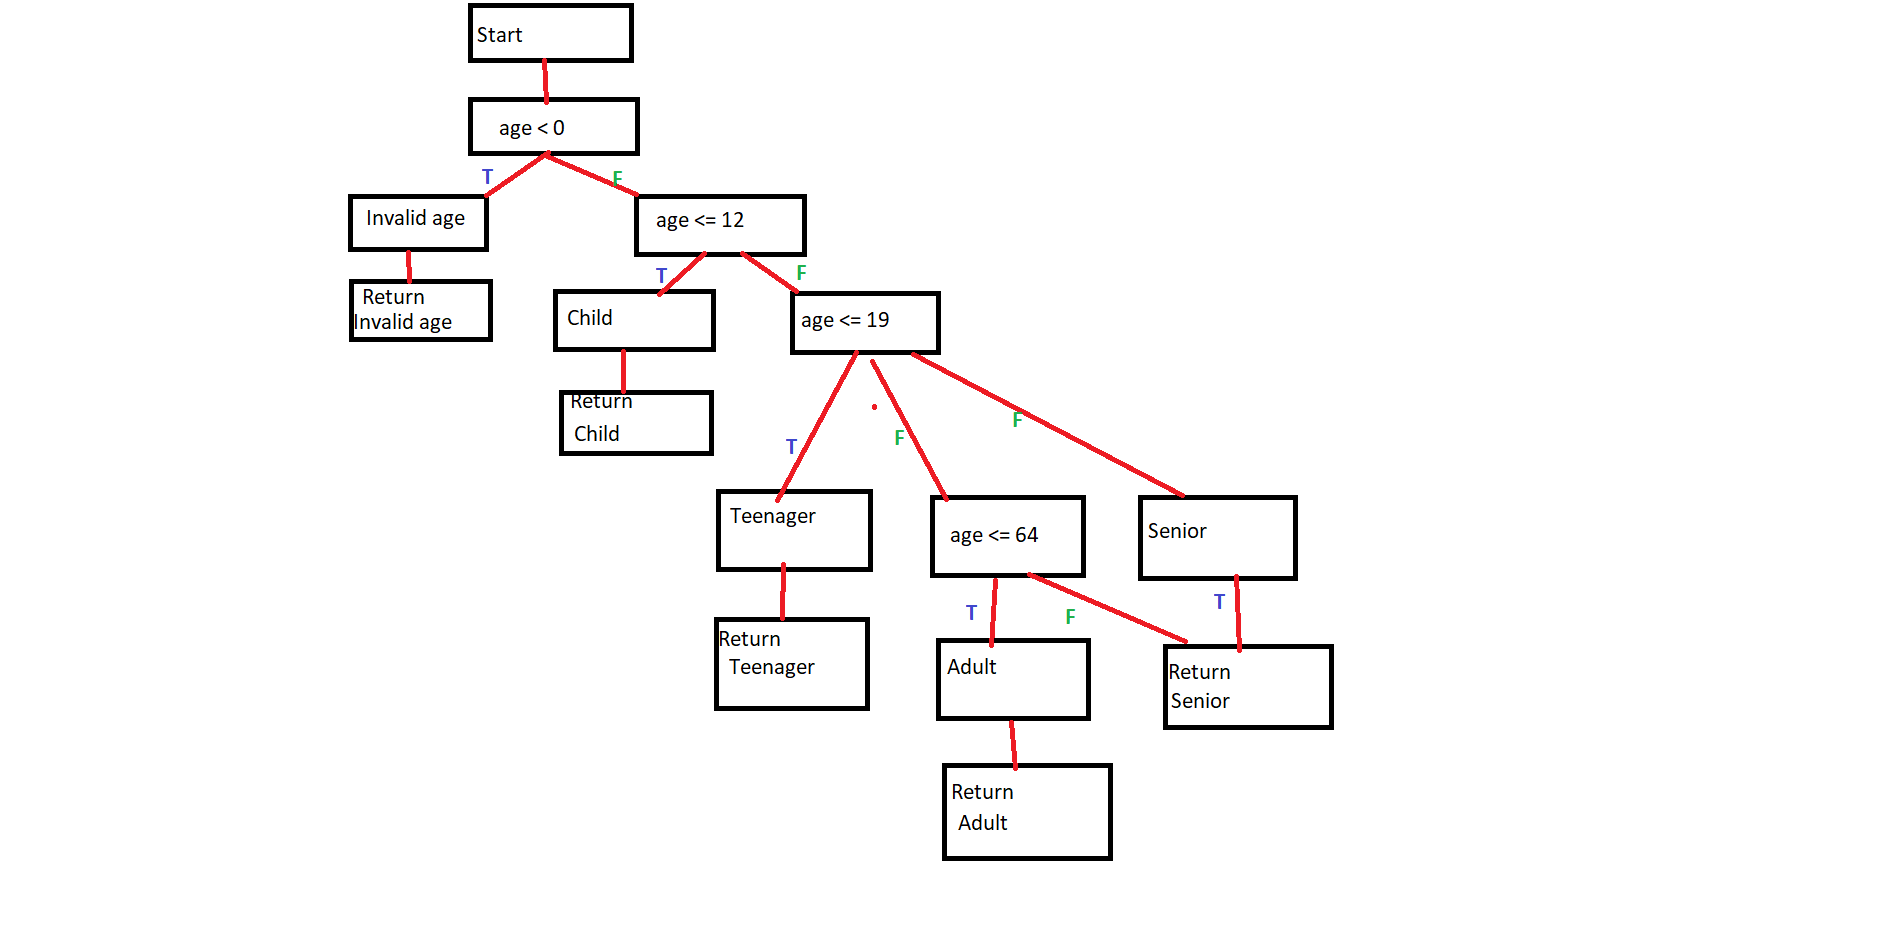 Start
age < 0
T
F
Invalid age
age <= 12
Return
Invalid age
T
F
Child
age <= 19
Return
Child
T
F
F
Teenager
age <= 64
Senior
T
F
T
Return
Teenager
Adult
Return
Senior
Return
Adult